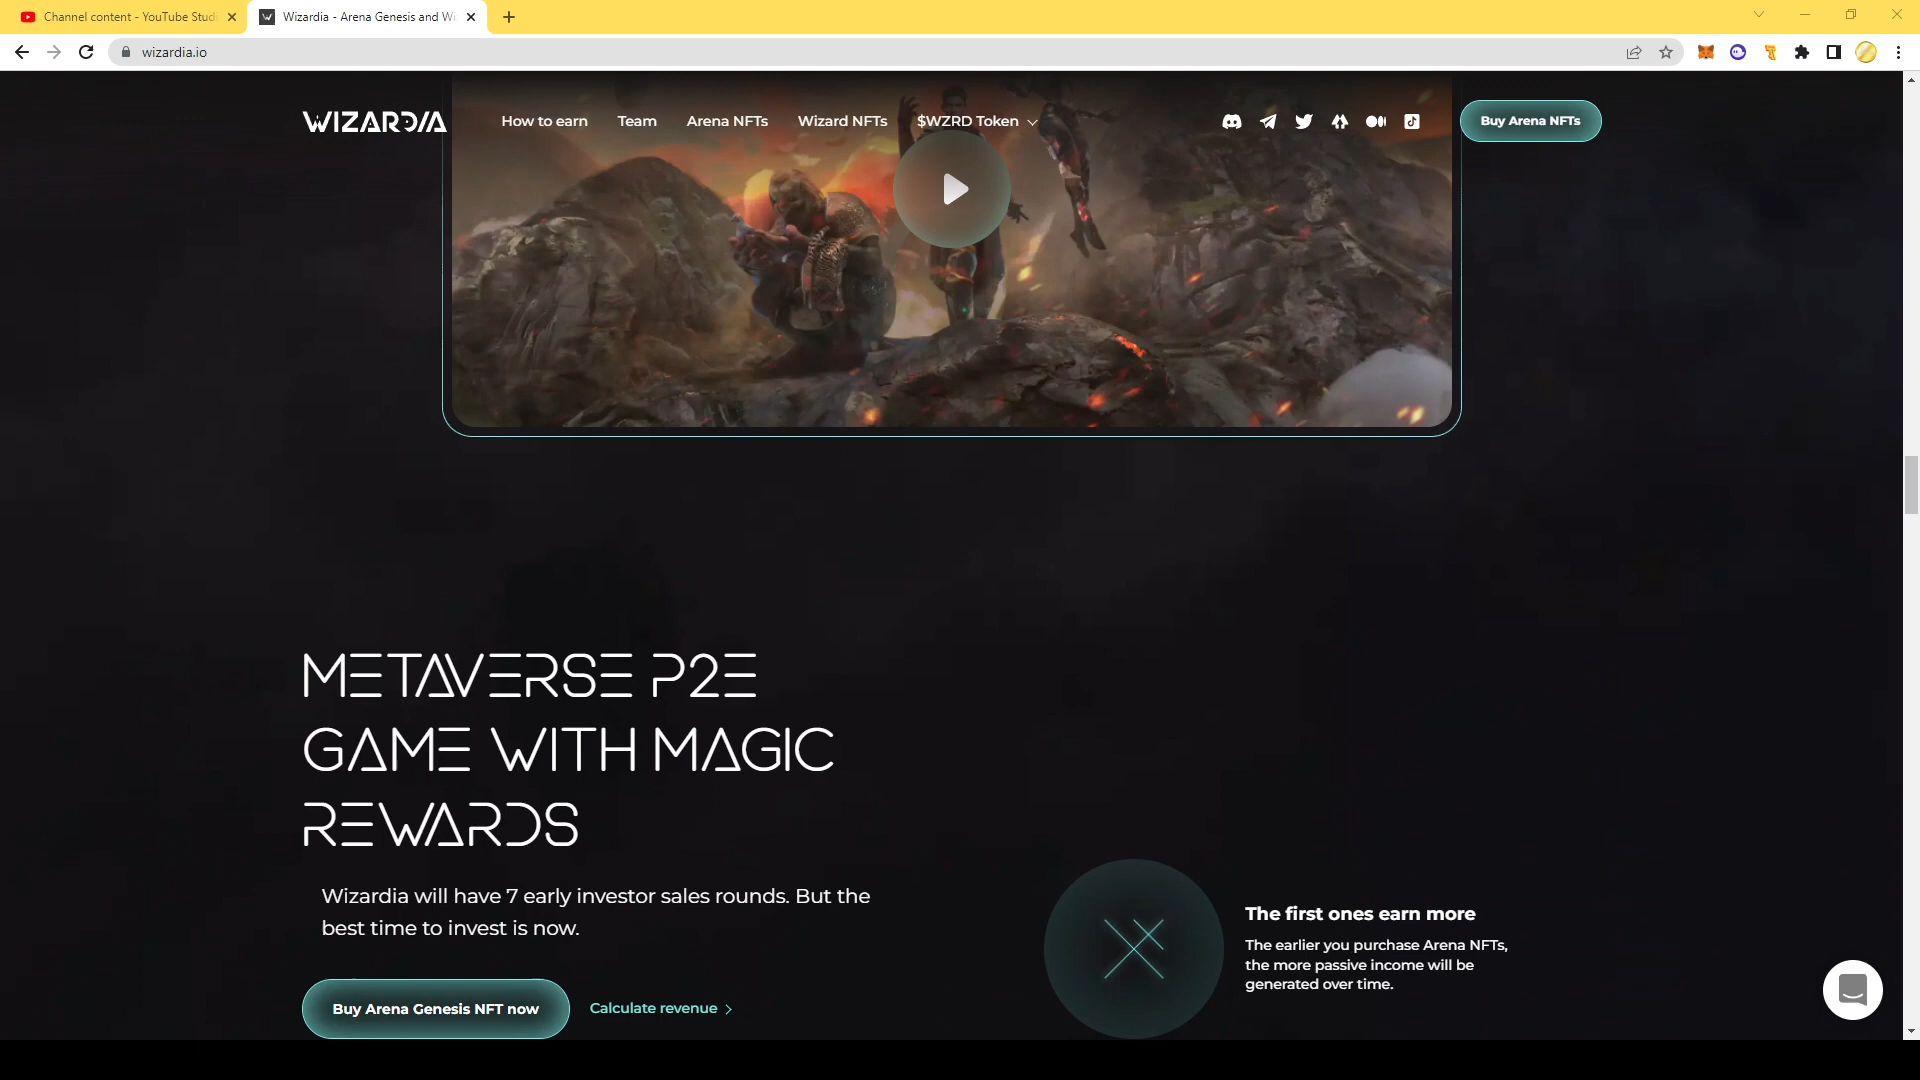 Channel content - YouTube Studi
Wizardia - Arena Genesis and Wi
wizardia.io
WIZARDIA
How to earn
Team
Arena NFTs
Wizard NFTs
$WZRD Token
Buy Arena NFTs
METAVERSE P2E
GAME WITH MAGIC
REWARDS
Wizardia will have 7 early investor sales rounds. But the
best time to invest is now.
Buy Arena Genesis NFT now
Calculate revenue
The first ones earn more
The earlier you purchase Arena NFTs,
the more passive income will be
generated over time.